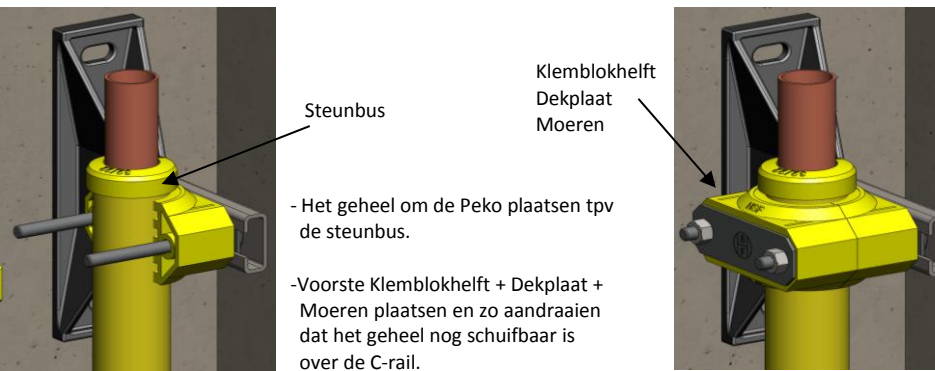 Steunbus
Klemblokhelft
Dekplaat
Moeren
- Het geheel om de Peko plaatsen tpv
de steunbus.
-Voorste Klemblokhelft + Dekplaat +
Moeren plaatsen en zo aandraaien
dat het geheel nog schuifbaar is
over de C-rail.